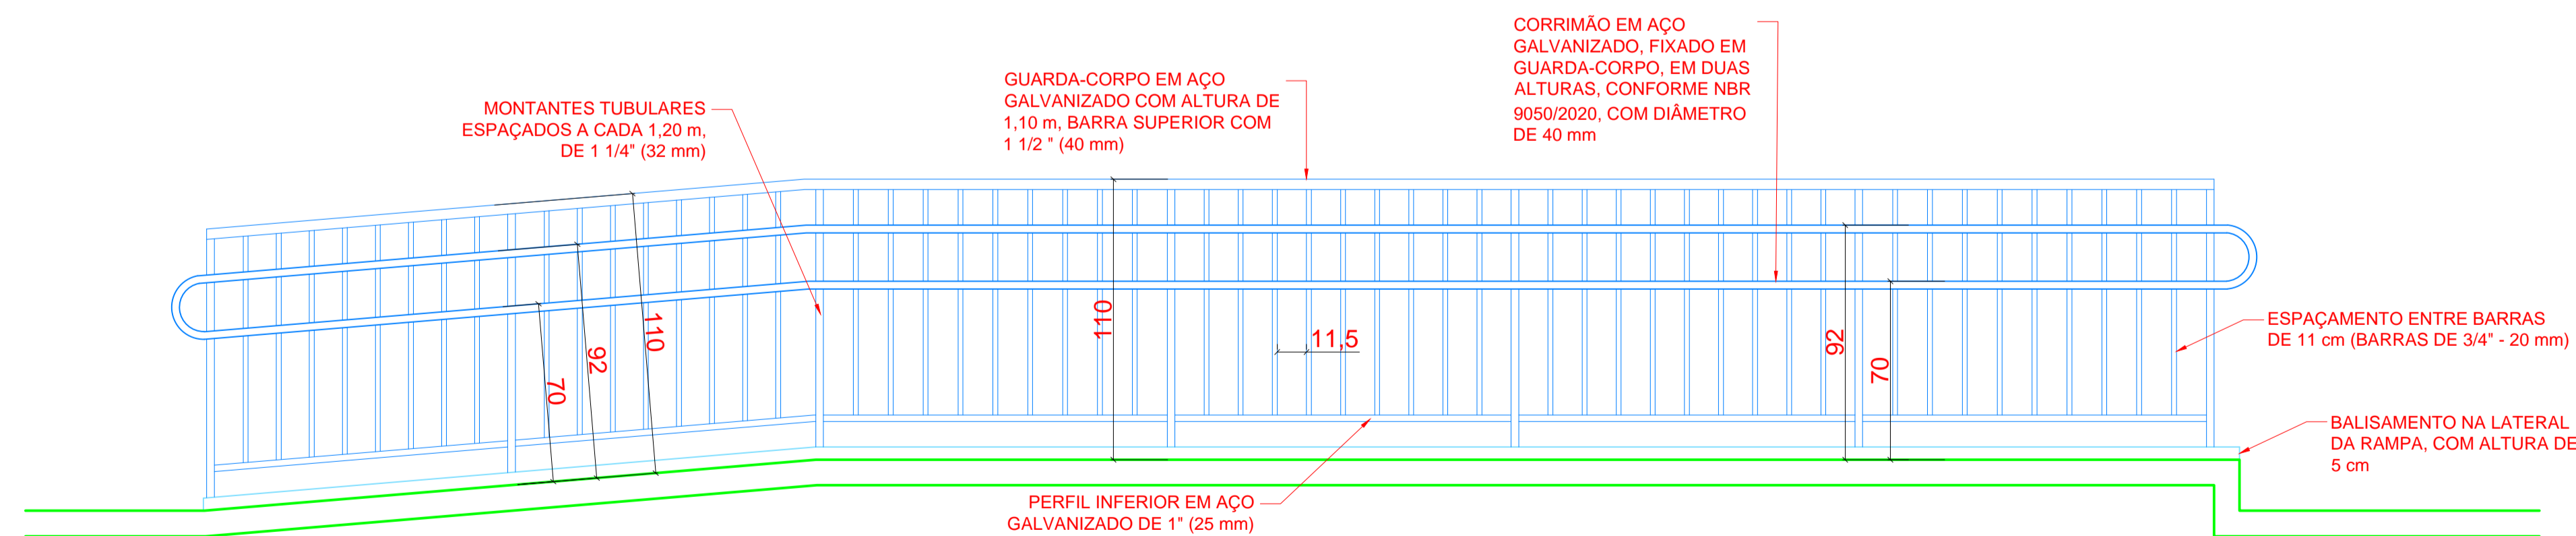 CORRIMÃO EM AÇO
GALVANIZADO, FIXADO EM
GUARDA-CORPO, EM DUAS
ALTURAS, CONFORME NBR
9050/2020, COM DIÂMETRO
DE 40 mm
GUARDA-CORPO EM AÇO
GALVANIZADO COM ALTURA DE
1,10 m, BARRA SUPERIOR COM
1 1/2 " (40 mm)
MONTANTES TUBULARES
ESPAÇADOS A CADA 1,20 m,
DE 1 1/4" (32 mm)
70
92
110
110
11,5
92
70
ESPAÇAMENTO ENTRE BARRAS
DE 11 cm (BARRAS DE 3/4" - 20 mm)
BALISAMENTO NA LATERAL
DA RAMPA, COM ALTURA DE
5 cm
PERFIL INFERIOR EM AÇO
GALVANIZADO DE 1" (25 mm)